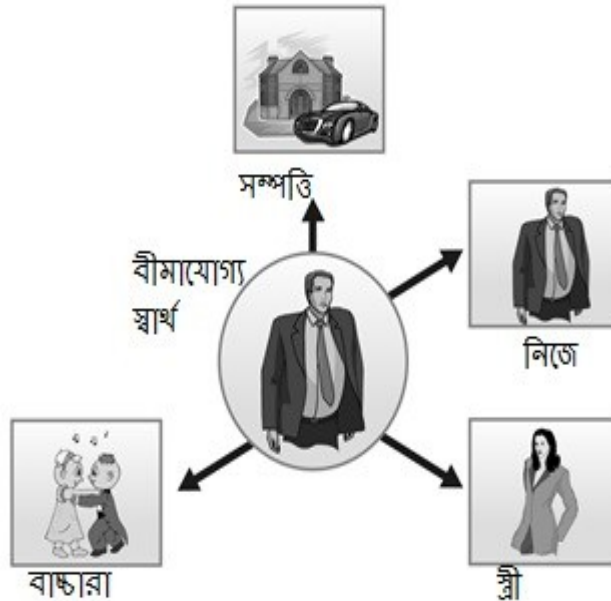 সম্পত্তি
বীমাযোগ্য
স্বার্থ
নিজে
বাচ্চারা
স্ত্রী